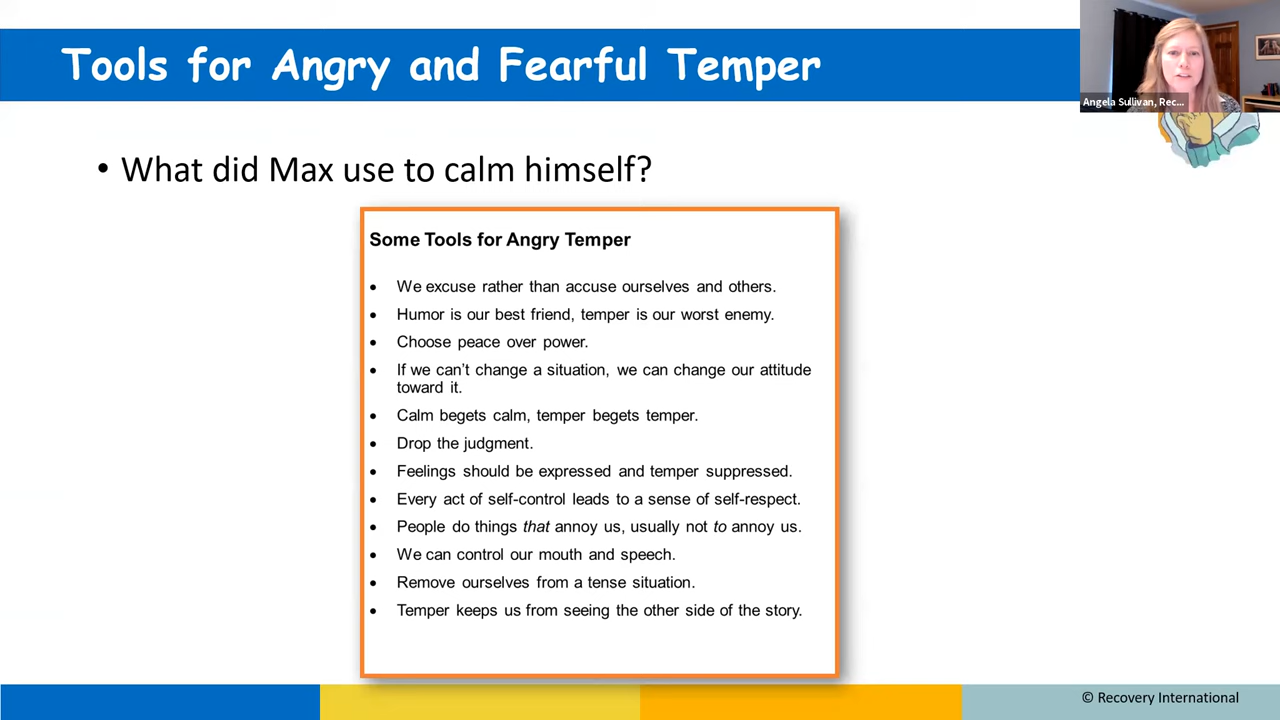 Tools for Angry and Fearful Temper
Angela Sullivan, Rec...
• What did Max use to calm himself?
Some Tools for Angry Temper
• We excuse rather than accuse ourselves and others.
• Humor is our best friend, temper is our worst enemy.
• Choose peace over power.
• If we can’t change a situation, we can change our attitude
toward it.
• Calm begets calm, temper begets temper.
• Drop the judgment.
• Feelings should be expressed and temper suppressed.
• Every act of self-control leads to a sense of self-respect.
• People do things that annoy us, usually not to annoy us.
• We can control our mouth and speech.
• Remove ourselves from a tense situation.
• Temper keeps us from seeing the other side of the story.
© Recovery International